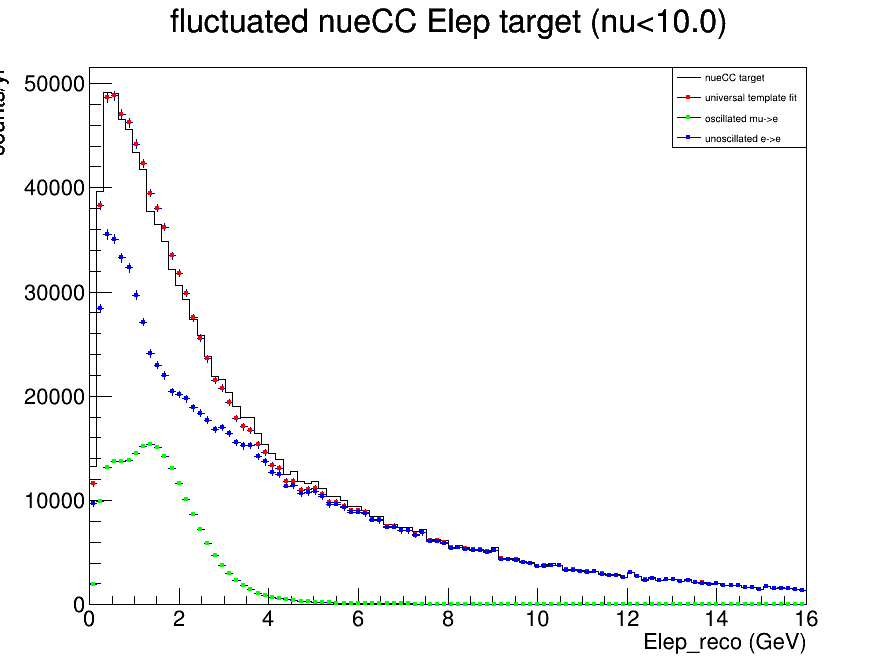 fluctuated nueCC Elep target (nu<10.0)
50000
40000
30000
20000
10000
0
nueCC target
universal template fit
oscillated mu->e
unoscillated e->e
0 2 4 6 8 10 12 14 16
Elep_reco (GeV)